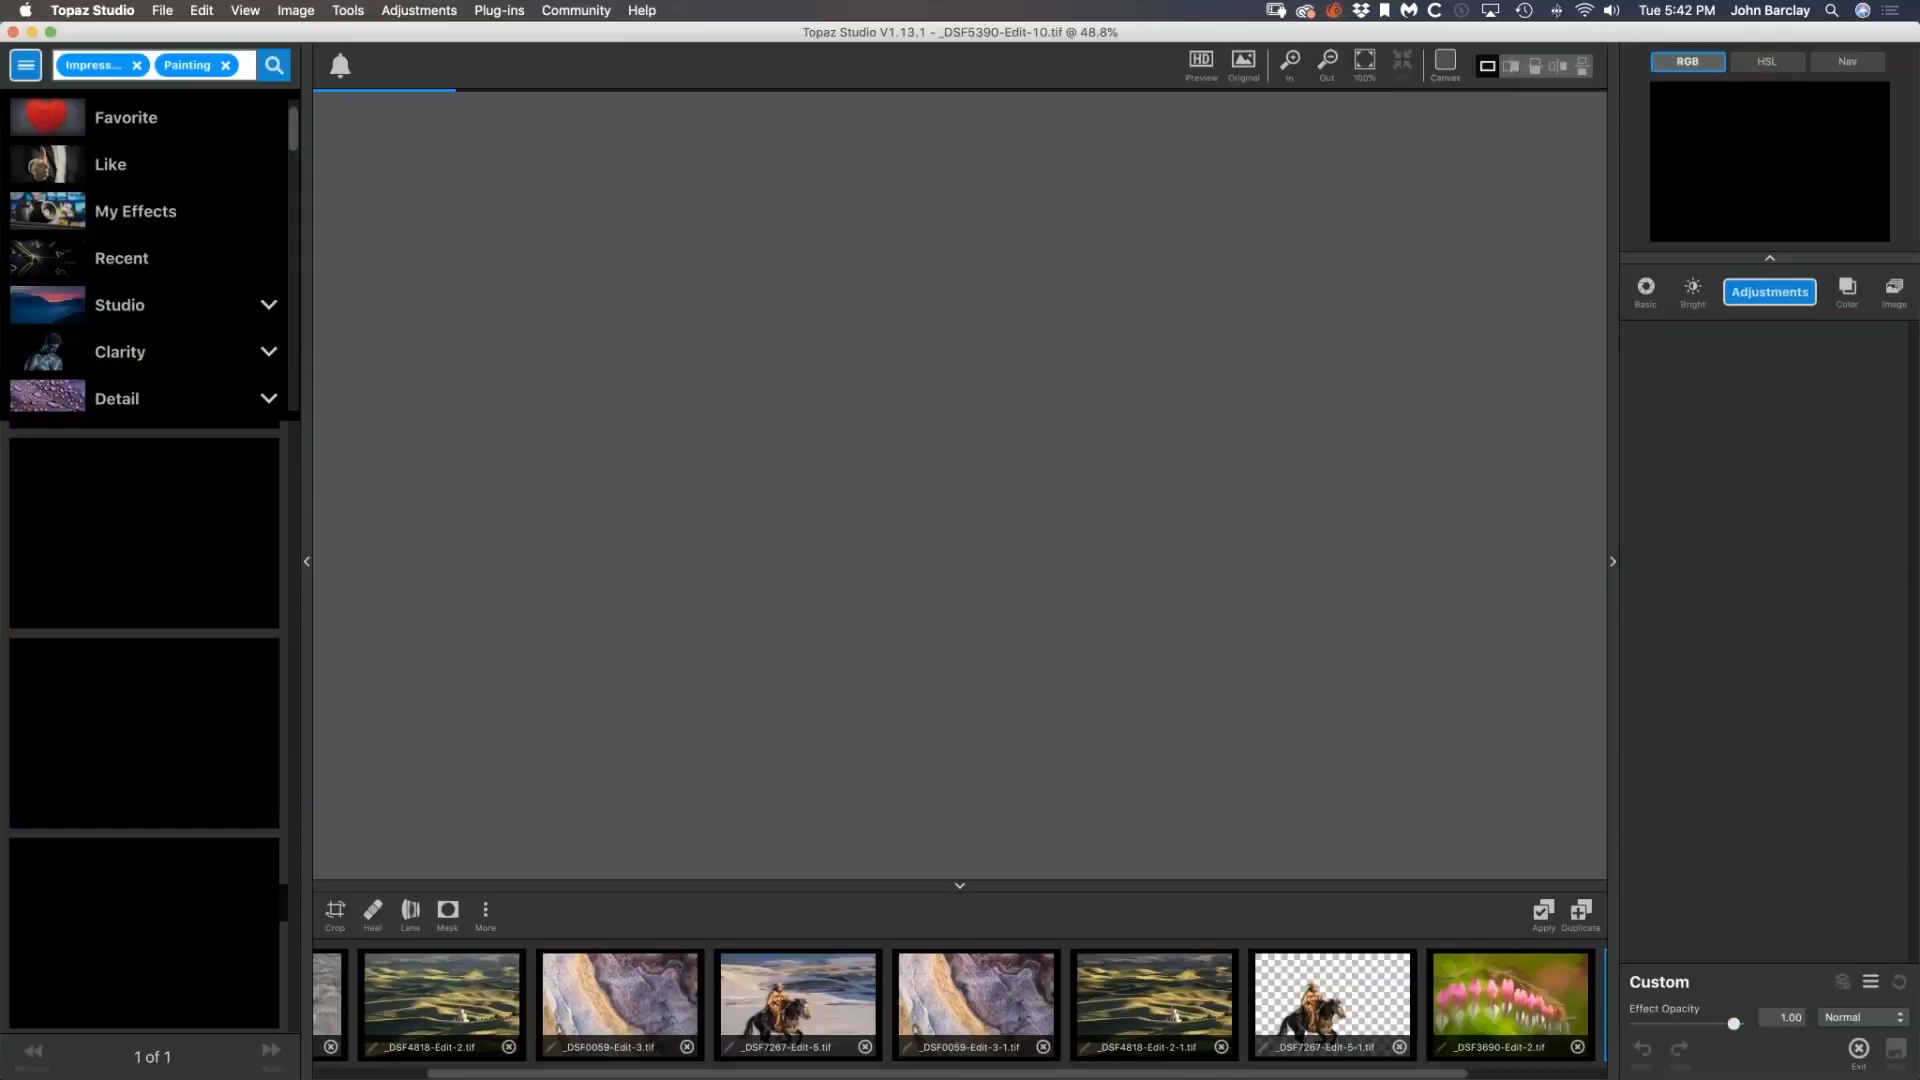 Topaz Studio File Edit View Image Tools Adjustments Plug-ins Community Help Tue 5:42 PM John Barclay
Topaz Studio V1.13.1 - _DSF5390-Edit-10.tif @ 48.8%
Impress... Painting
HD
Preview Original In Out 100% Canvas
RGB HSL Nav
Favorite
Like
My Effects
Recent
Studio
Clarity
Detail
Basic Bright Adjustments Color Image
Crop Heal Lens Mask More
Apply Duplicate
_DSF4818-Edit-2.tif _DSF0059-Edit-3.tif _DSF7267-Edit-5.tif _DSF0059-Edit-3-1.tif _DSF4818-Edit-2-1.tif _DSF7267-Edit-5-1.tif _DSF3690-Edit-2.tif
1 of 1
Custom
Effect Opacity 1.00 Normal
Exit